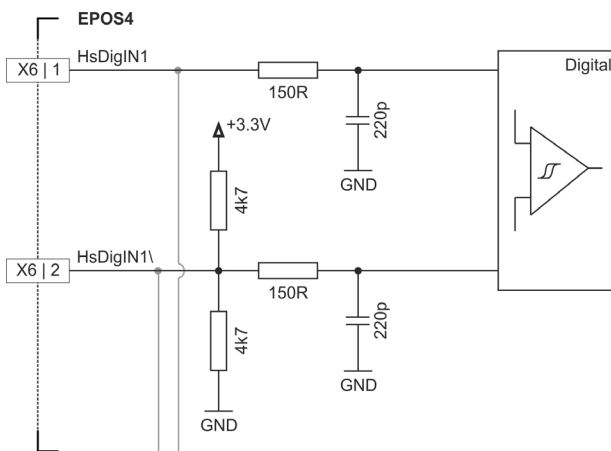 EPOS4
HsDigIN1
X6 | 1
Digital
150R
220p
+3.3V
GND
4k7
HsDigIN1\
X6 | 2
150R
220p
4k7
GND
GND